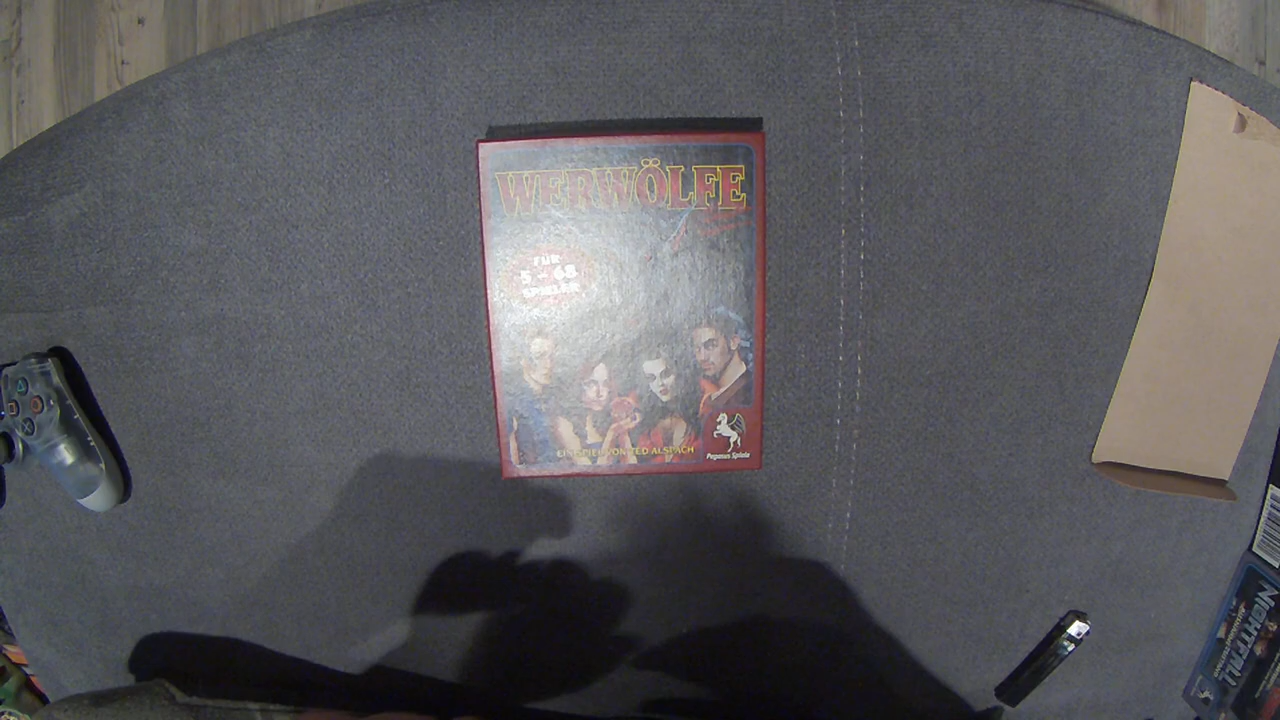 WERWÖLFE
FÜR
5 - 68
SPIELER
EIN SPIEL VON TED ALSPACH
Pegasus Spiele
NIGHTFALL